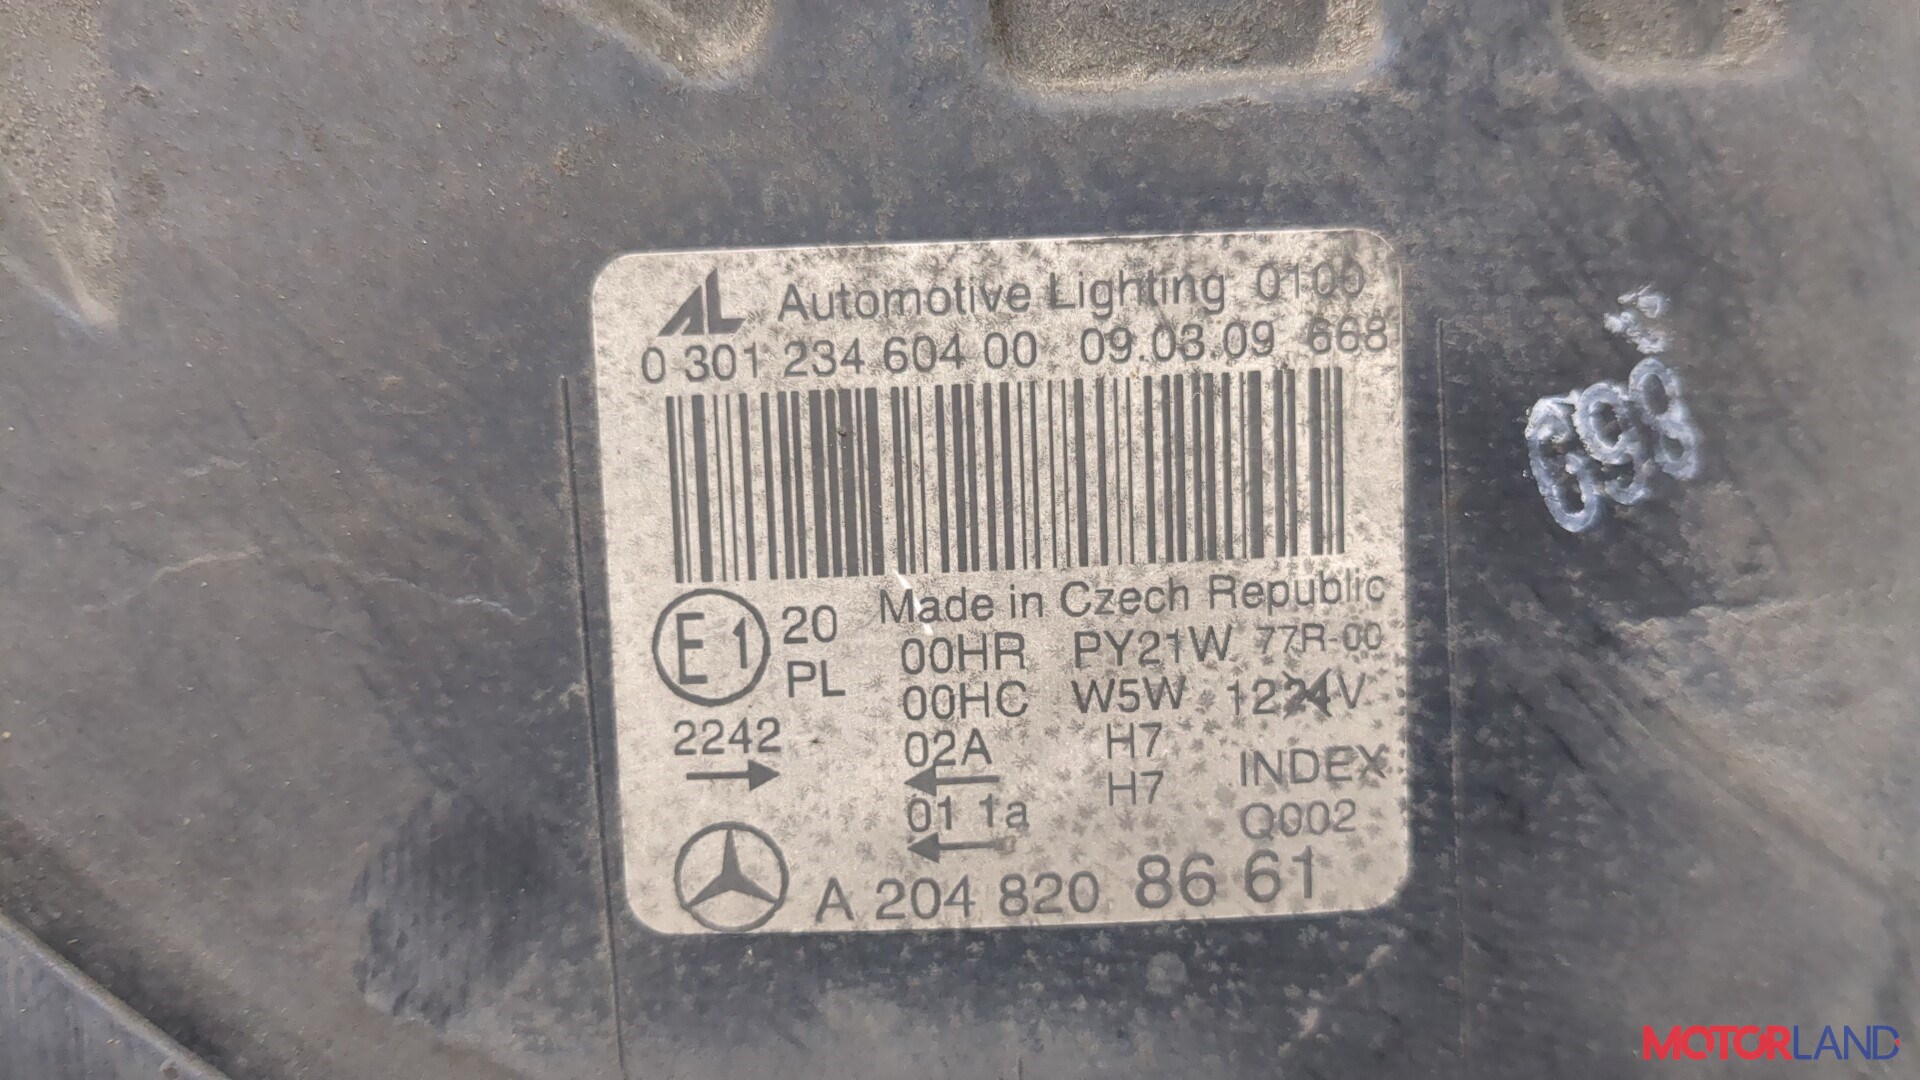 AL Automotive Lighting 0100
0 301 234 604 00 09.03.09 668
Made in Czech Republic
E1 20 00HR PY21W 77R-00
PL 00HC W5W 1224V
2242 02A H7
H7 INDEX
01 1a Q002
A 204 820 86 61
MOTORLAND